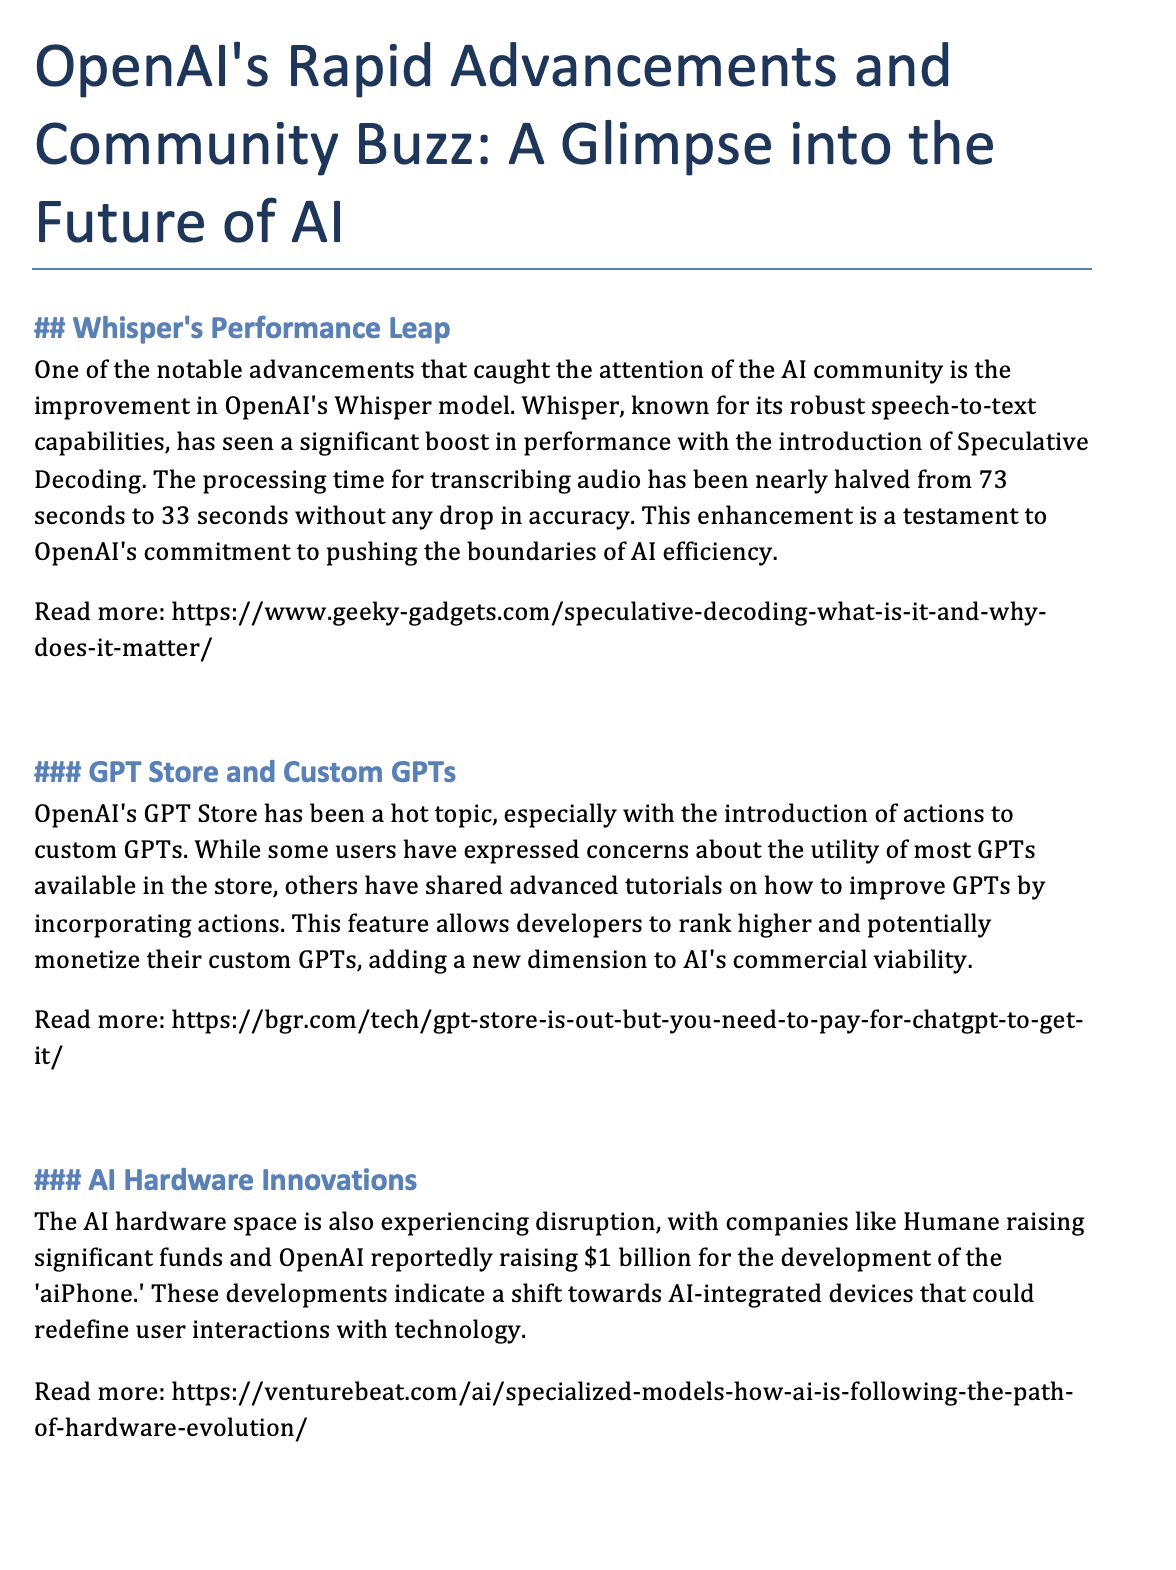 OpenAI's Rapid Advancements and
Community Buzz: A Glimpse into the
Future of AI
## Whisper's Performance Leap
One of the notable advancements that caught the attention of the AI community is the
improvement in OpenAI's Whisper model. Whisper, known for its robust speech-to-text
capabilities, has seen a significant boost in performance with the introduction of Speculative
Decoding. The processing time for transcribing audio has been nearly halved from 73
seconds to 33 seconds without any drop in accuracy. This enhancement is a testament to
OpenAI's commitment to pushing the boundaries of AI efficiency.
Read more: https://www.geeky-gadgets.com/speculative-decoding-what-is-it-and-why-
does-it-matter/
### GPT Store and Custom GPTs
OpenAI's GPT Store has been a hot topic, especially with the introduction of actions to
custom GPTs. While some users have expressed concerns about the utility of most GPTs
available in the store, others have shared advanced tutorials on how to improve GPTs by
incorporating actions. This feature allows developers to rank higher and potentially
monetize their custom GPTs, adding a new dimension to AI's commercial viability.
Read more: https://bgr.com/tech/gpt-store-is-out-but-you-need-to-pay-for-chatgpt-to-get-
it/
### AI Hardware Innovations
The AI hardware space is also experiencing disruption, with companies like Humane raising
significant funds and OpenAI reportedly raising $1 billion for the development of the
'aiPhone.' These developments indicate a shift towards AI-integrated devices that could
redefine user interactions with technology.
Read more: https://venturebeat.com/ai/specialized-models-how-ai-is-following-the-path-
of-hardware-evolution/